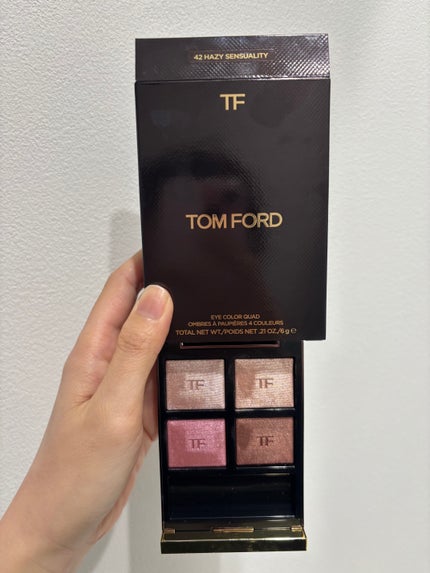 42 HAZY SENSUALITY
TF
TOM FORD
EYE COLOR QUAD
OMBRES À PAUPIÈRES 4 COULEURS
TOTAL NET WT./POIDS NET .21 OZ./6 g ℮
TF TF
TF TF